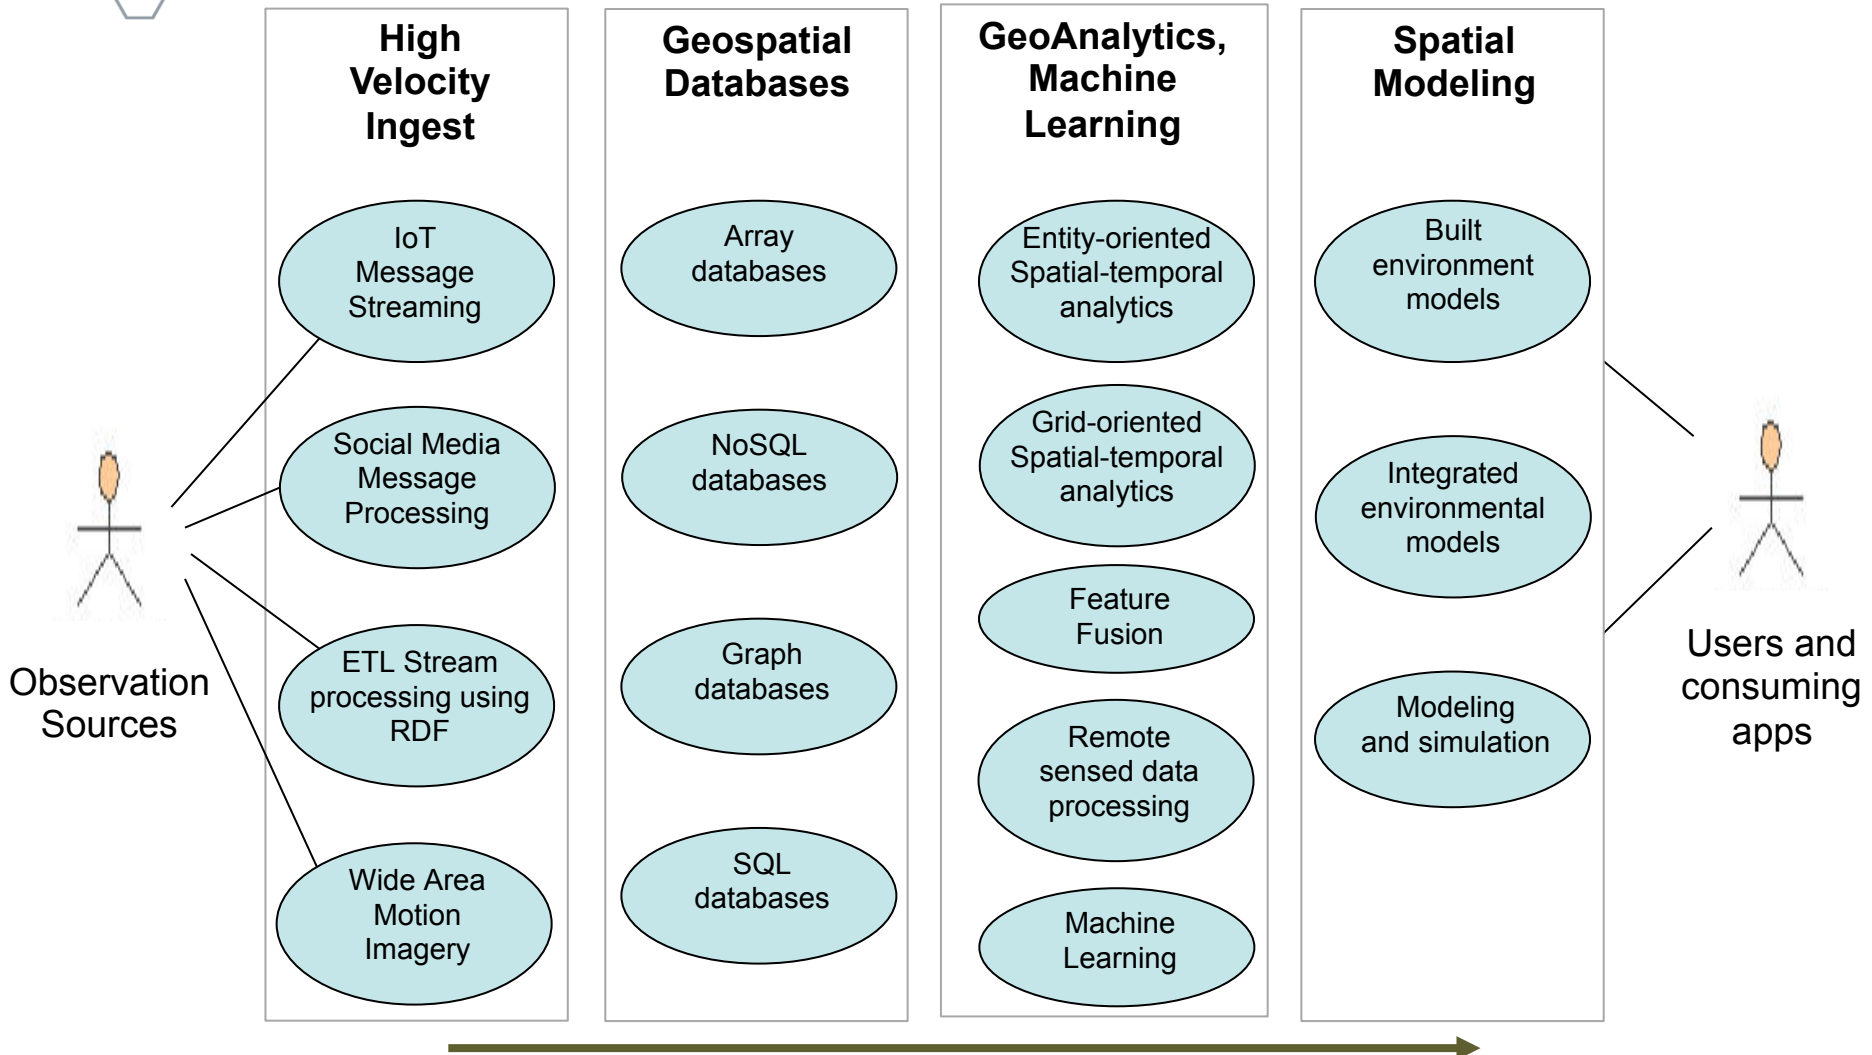 High
Velocity
Ingest
IoT
Message
Streaming
Social Media
Message
Processing
ETL Stream
processing using
RDF
Wide Area
Motion
Imagery
Geospatial
Databases
Array
databases
NoSQL
databases
Graph
databases
SQL
databases
GeoAnalytics,
Machine
Learning
Entity-oriented
Spatial-temporal
analytics
Grid-oriented
Spatial-temporal
analytics
Feature
Fusion
Remote
sensed data
processing
Machine
Learning
Spatial
Modeling
Built
environment
models
Integrated
environmental
models
Modeling
and simulation
Observation
Sources
Users and
consuming
apps